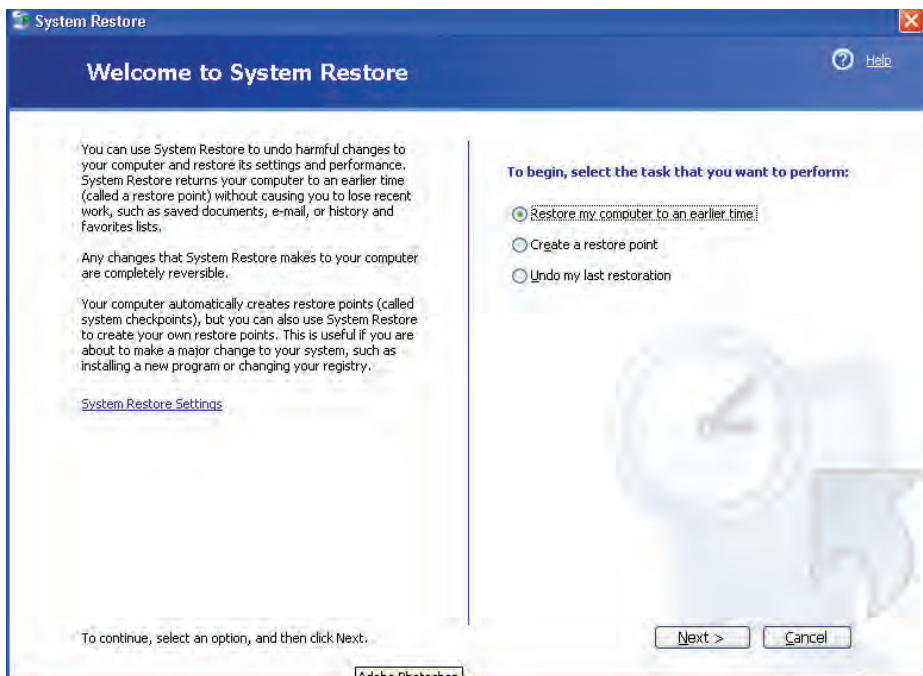 System Restore
Welcome to System Restore
Help
You can use System Restore to undo harmful changes to
your computer and restore its settings and performance.
System Restore returns your computer to an earlier time
(called a restore point) without causing you to lose recent
work, such as saved documents, e-mail, or history and
favorites lists.
Any changes that System Restore makes to your computer
are completely reversible.
Your computer automatically creates restore points (called
system checkpoints), but you can also use System Restore
to create your own restore points. This is useful if you are
about to make a major change to your system, such as
installing a new program or changing your registry.
System Restore Settings
To begin, select the task that you want to perform:
Restore my computer to an earlier time
Create a restore point
Undo my last restoration
To continue, select an option, and then click Next.
Next >
Cancel
Adobe Photoshop